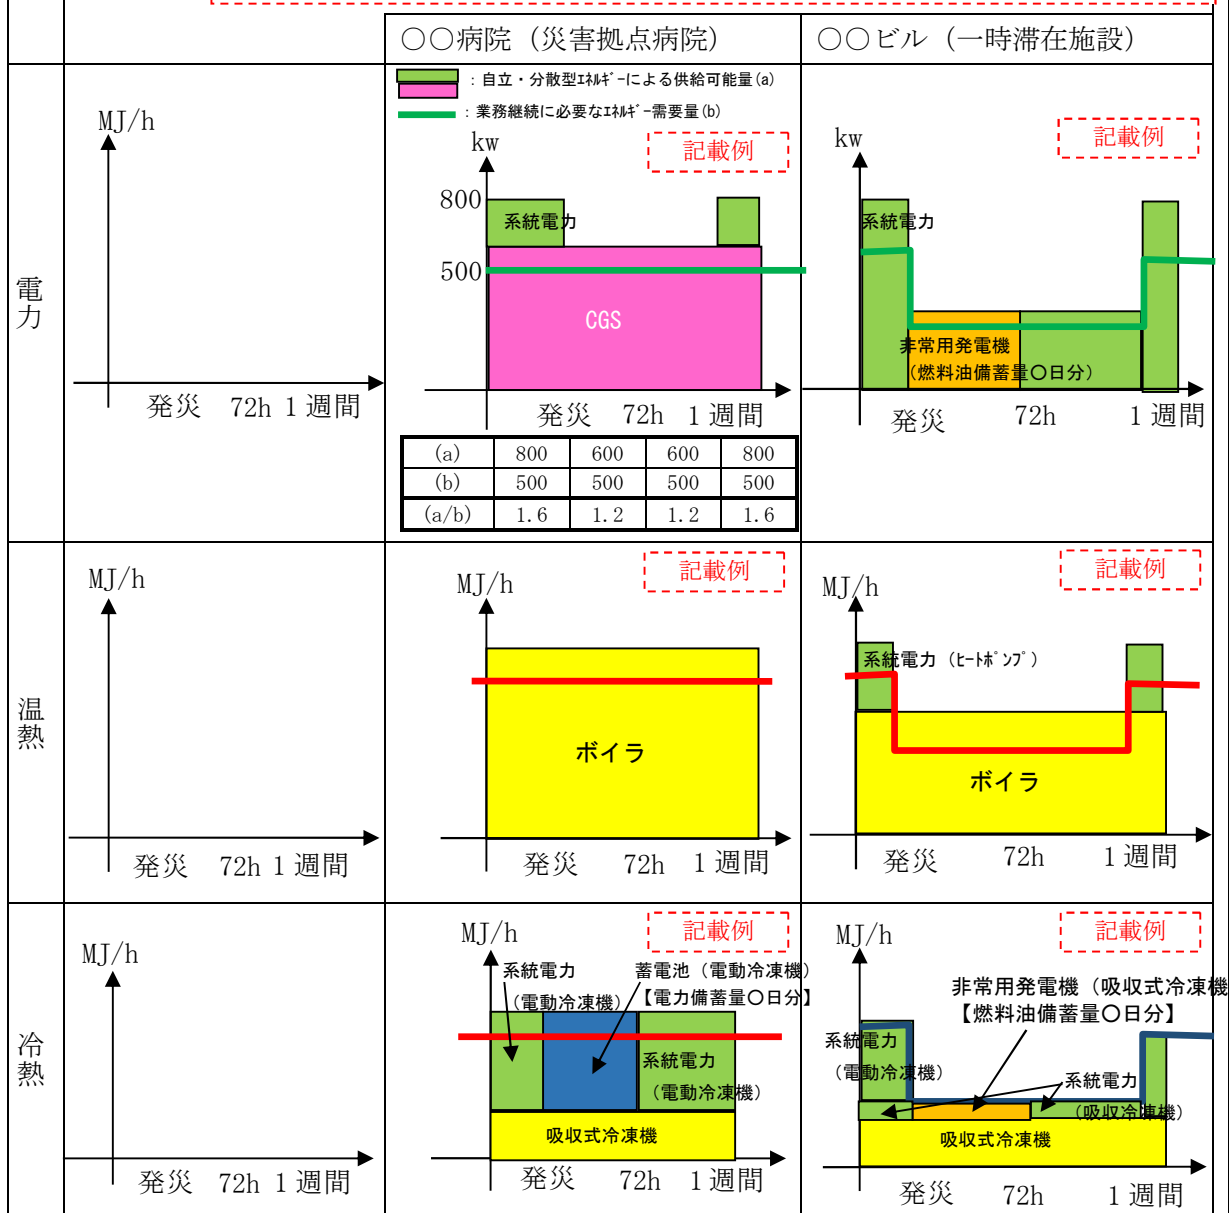 ○○病院（災害拠点病院）
○○ビル（一時滞在施設）
電力
MJ/h
発災 72h 1週間
：自立・分散型ｴﾈﾙｷﾞｰによる供給可能量(a)
：業務継続に必要なｴﾈﾙｷﾞｰ需要量(b)
kw
記載例
800
系統電力
500
CGS
発災 72h 1週間
(a) 800 600 600 800
(b) 500 500 500 500
(a/b) 1.6 1.2 1.2 1.6
kw
記載例
系統電力
非常用発電機
（燃料油備蓄量〇日分）
発災 72h 1週間
温熱
MJ/h
発災 72h 1週間
MJ/h
記載例
ボイラ
発災 72h 1週間
MJ/h
記載例
系統電力（ﾋｰﾄﾎﾟﾝﾌﾟ）
ボイラ
発災 72h 1週間
冷熱
MJ/h
発災 72h 1週間
MJ/h
記載例
系統電力
（電動冷凍機）
蓄電池（電動冷凍機）
【電力備蓄量〇日分】
系統電力
（電動冷凍機）
吸収式冷凍機
発災 72h 1週間
MJ/h
記載例
非常用発電機（吸収式冷凍機
【燃料油備蓄量〇日分】
系統電力
（電動冷凍機）
系統電力
（吸収冷凍機）
吸収式冷凍機
発災 72h 1週間